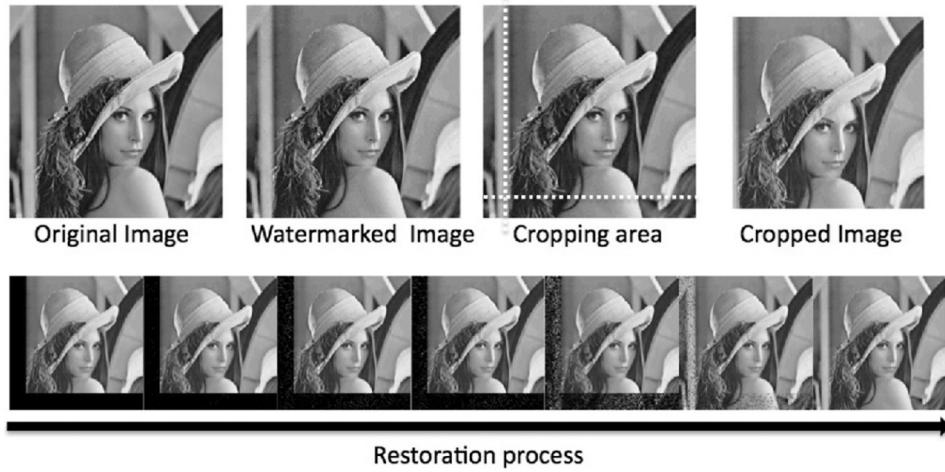 Original Image
Watermarked Image
Cropping area
Cropped Image
Restoration process